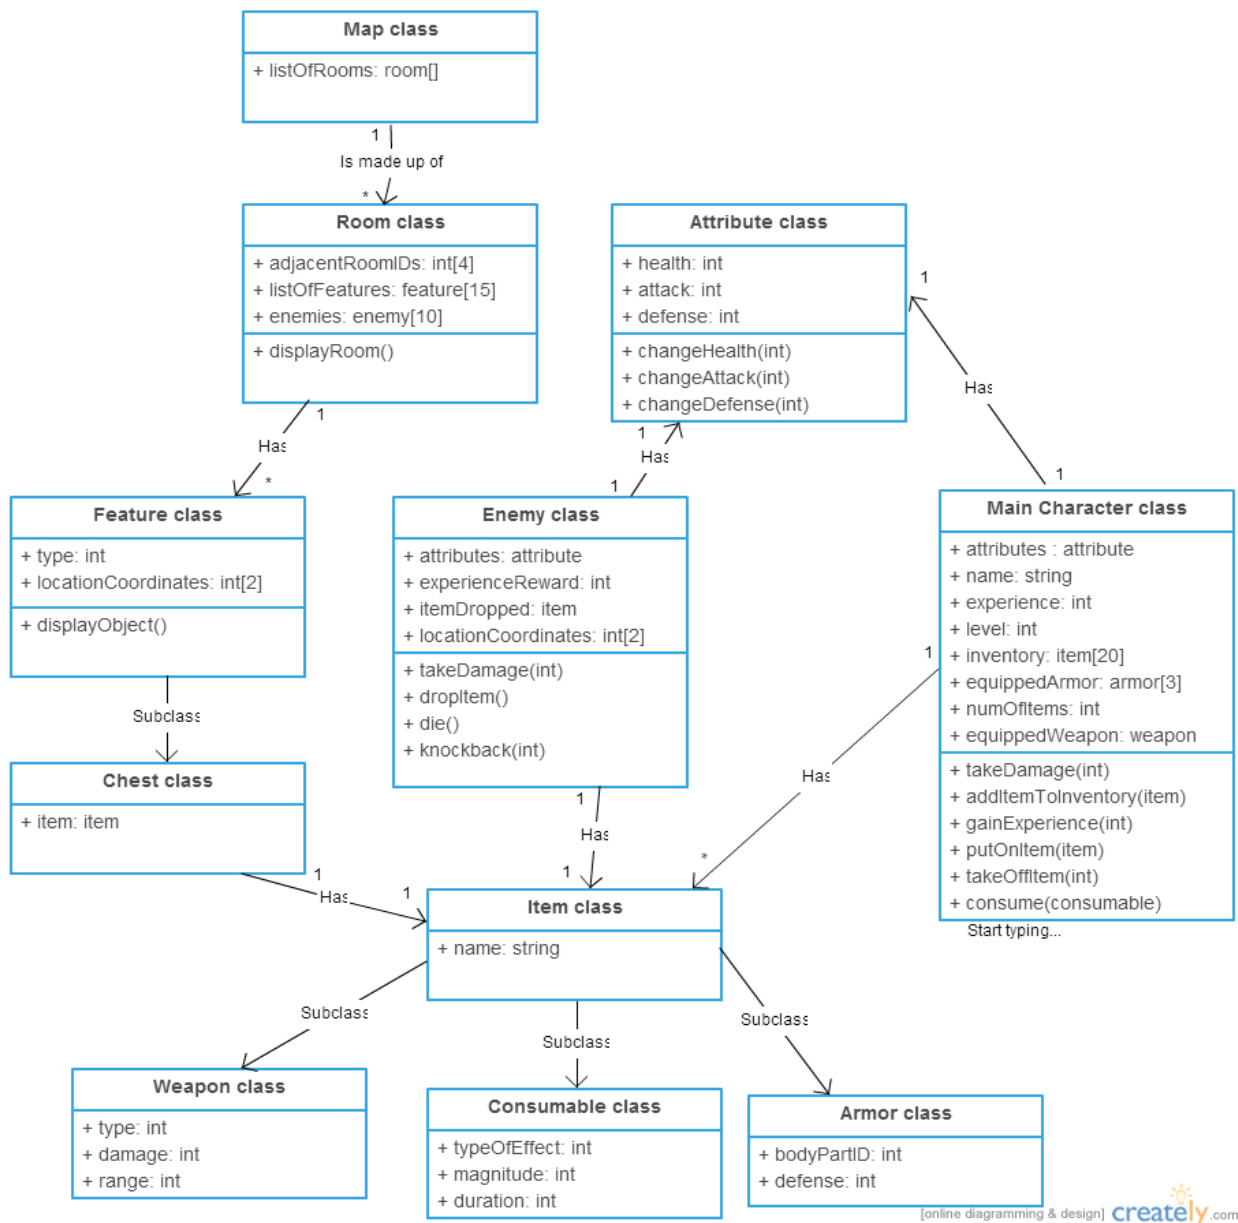 Map class
+ listOfRooms: room[]
1
Is made up of
*
Room class
+ adjacentRoomIDs: int[4]
+ listOfFeatures: feature[15]
+ enemies: enemy[10]
+ displayRoom()
Attribute class
+ health: int
+ attack: int
+ defense: int
+ changeHealth(int)
+ changeAttack(int)
+ changeDefense(int)
1
Has
1
1
Has
*
1
Has
1
Feature class
+ type: int
+ locationCoordinates: int[2]
+ displayObject()
Enemy class
+ attributes: attribute
+ experienceReward: int
+ itemDropped: item
+ locationCoordinates: int[2]
+ takeDamage(int)
+ dropItem()
+ die()
+ knockback(int)
Main Character class
+ attributes : attribute
+ name: string
+ experience: int
+ level: int
+ inventory: item[20]
+ equippedArmor: armor[3]
+ numOfItems: int
+ equippedWeapon: weapon
+ takeDamage(int)
+ addItemToInventory(item)
+ gainExperience(int)
+ putOnItem(item)
+ takeOffItem(int)
+ consume(consumable)
Start typing...
Subclass
1
Has
*
Chest class
+ item: item
1
Has
1
1
Has
1
Item class
+ name: string
Subclass
Subclass
Subclass
Weapon class
+ type: int
+ damage: int
+ range: int
Consumable class
+ typeOfEffect: int
+ magnitude: int
+ duration: int
Armor class
+ bodyPartID: int
+ defense: int
[online diagramming & design] creately.com